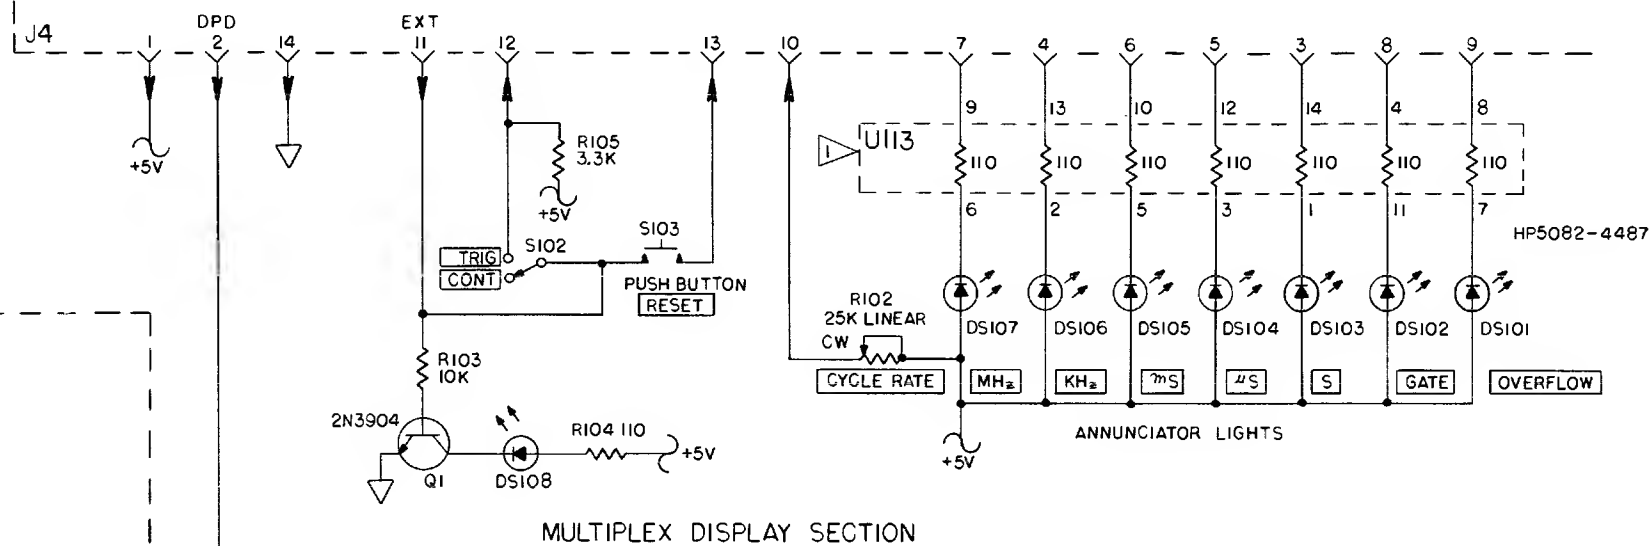 J4
DPD
EXT
1
2
14
11
12
13
10
7
4
6
5
3
8
9
9
13
10
12
14
4
8
1
U113
110
110
110
110
110
110
110
6
2
5
3
1
11
7
HP5082-4487
+5V
R105
3.3K
+5V
S103
S102
TRIG
CONT
PUSH BUTTON
RESET
R102
25K LINEAR
CW
CYCLE RATE
DS107
DS106
DS105
DS104
DS103
DS102
DS101
MHz
KHz
mS
µS
S
GATE
OVERFLOW
R103
10K
2N3904
Q1
DS108
R104 110
+5V
ANNUNCIATOR LIGHTS
+5V
MULTIPLEX DISPLAY SECTION